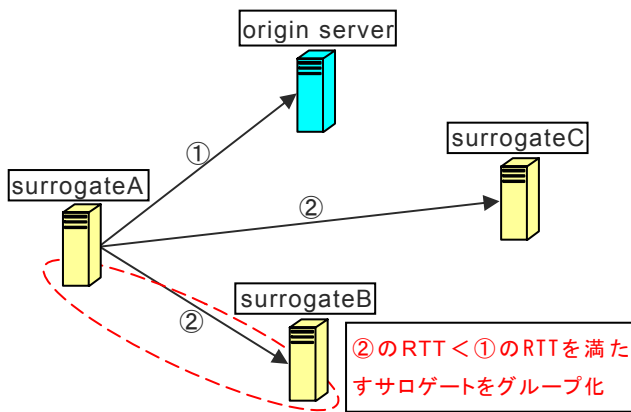 origin server
surrogateC
①
surrogateA
②
surrogateB
②
②のRTT<①のRTTを満た
すサロゲートをグループ化